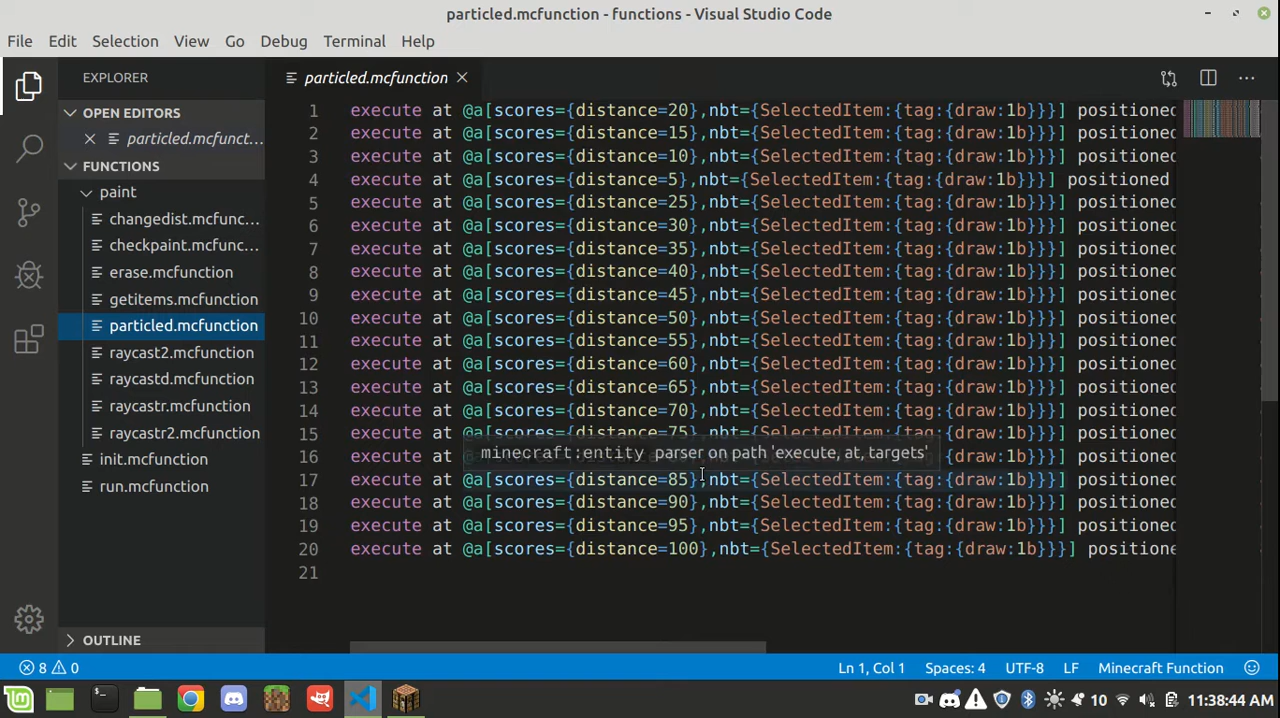 particled.mcfunction - functions - Visual Studio Code
File Edit Selection View Go Debug Terminal Help
EXPLORER
OPEN EDITORS
particled.mcfunct...
FUNCTIONS
paint
changedist.mcfunc...
checkpaint.mcfunc...
erase.mcfunction
getitems.mcfunction
particled.mcfunction
raycast2.mcfunction
raycastd.mcfunction
raycastr.mcfunction
raycastr2.mcfunction
init.mcfunction
run.mcfunction
OUTLINE
particled.mcfunction
1 execute at @a[scores={distance=20},nbt={SelectedItem:{tag:{draw:1b}}}] positioned
2 execute at @a[scores={distance=15},nbt={SelectedItem:{tag:{draw:1b}}}] positioned
3 execute at @a[scores={distance=10},nbt={SelectedItem:{tag:{draw:1b}}}] positioned
4 execute at @a[scores={distance=5},nbt={SelectedItem:{tag:{draw:1b}}}] positioned
5 execute at @a[scores={distance=25},nbt={SelectedItem:{tag:{draw:1b}}}] positioned
6 execute at @a[scores={distance=30},nbt={SelectedItem:{tag:{draw:1b}}}] positioned
7 execute at @a[scores={distance=35},nbt={SelectedItem:{tag:{draw:1b}}}] positioned
8 execute at @a[scores={distance=40},nbt={SelectedItem:{tag:{draw:1b}}}] positioned
9 execute at @a[scores={distance=45},nbt={SelectedItem:{tag:{draw:1b}}}] positioned
10 execute at @a[scores={distance=50},nbt={SelectedItem:{tag:{draw:1b}}}] positioned
11 execute at @a[scores={distance=55},nbt={SelectedItem:{tag:{draw:1b}}}] positioned
12 execute at @a[scores={distance=60},nbt={SelectedItem:{tag:{draw:1b}}}] positioned
13 execute at @a[scores={distance=65},nbt={SelectedItem:{tag:{draw:1b}}}] positioned
14 execute at @a[scores={distance=70},nbt={SelectedItem:{tag:{draw:1b}}}] positioned
15 execute at @a[scores={distance=75},nbt={SelectedItem:{tag:{draw:1b}}}] positioned
minecraft:entity parser on path 'execute, at, targets'
16 execute at {draw:1b}}}] positioned
17 execute at @a[scores={distance=85},nbt={SelectedItem:{tag:{draw:1b}}}] positioned
18 execute at @a[scores={distance=90},nbt={SelectedItem:{tag:{draw:1b}}}] positioned
19 execute at @a[scores={distance=95},nbt={SelectedItem:{tag:{draw:1b}}}] positioned
20 execute at @a[scores={distance=100},nbt={SelectedItem:{tag:{draw:1b}}}] positione
21
8 0 Ln 1, Col 1 Spaces: 4 UTF-8 LF Minecraft Function
10 11:38:44 AM